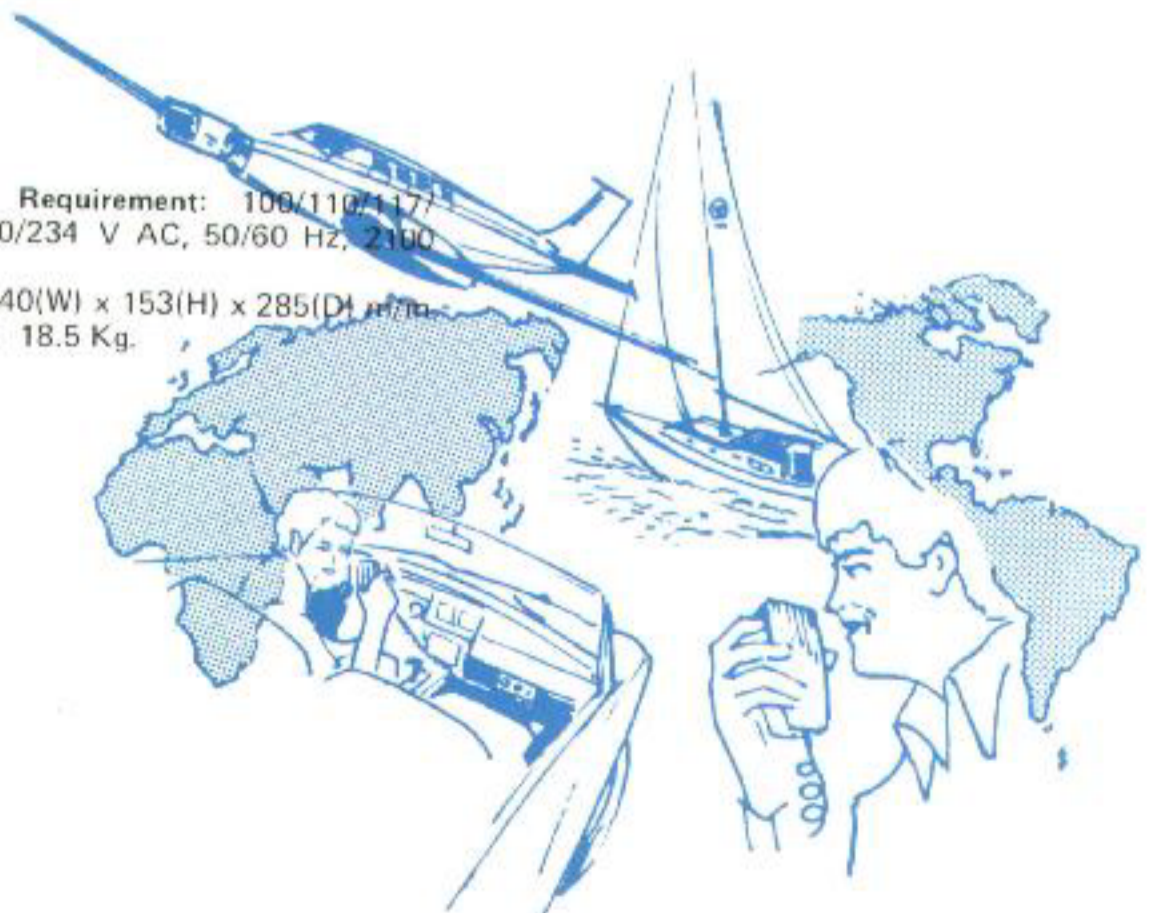 Requirement: 100/110/117/
0/234 V AC, 50/60 Hz, 2100
40(W) x 153(H) x 285(D) m/m
18.5 Kg.